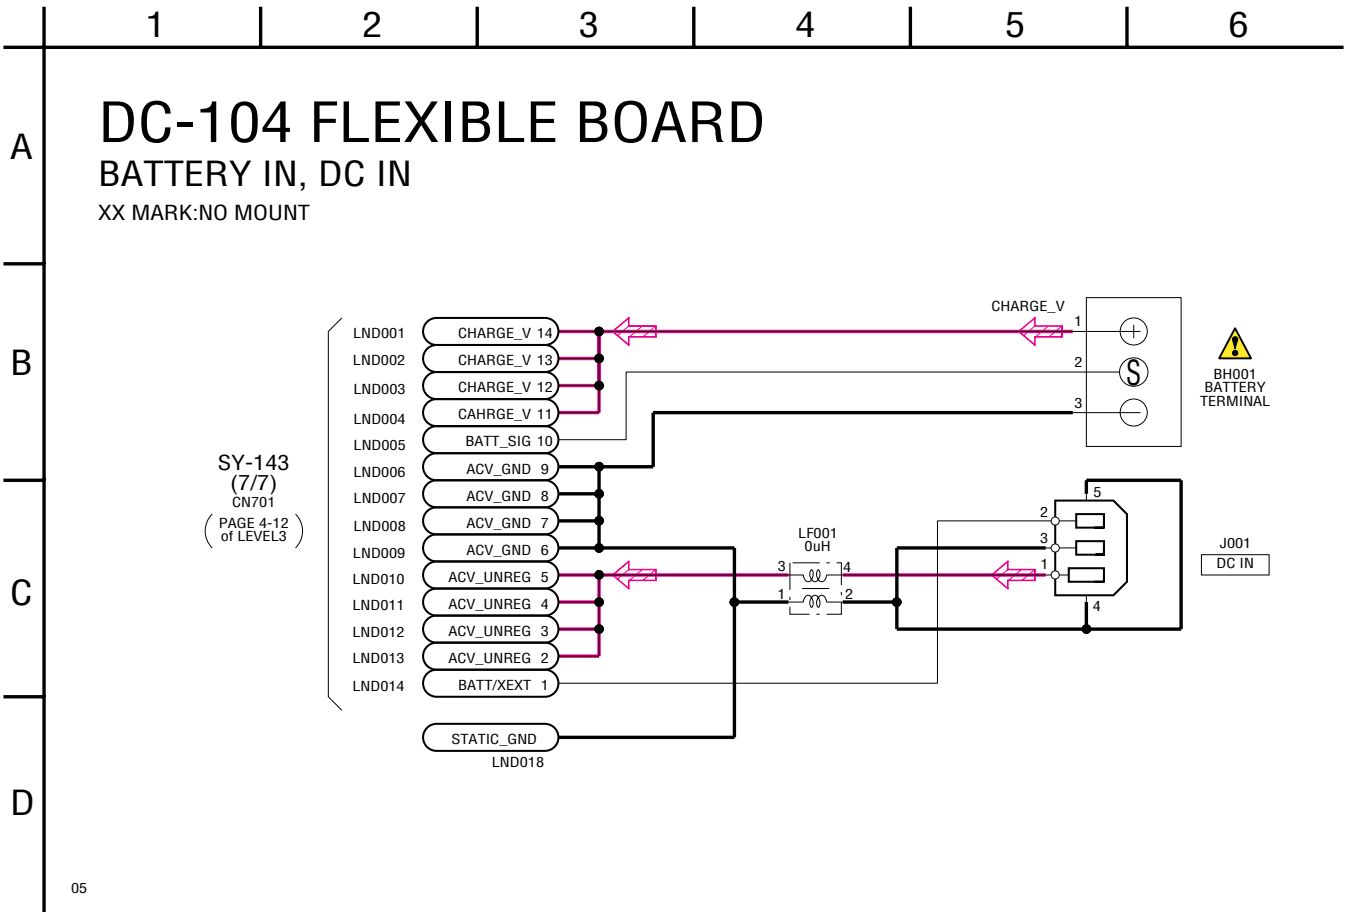 1 2 3 4 5 6
A
DC-104 FLEXIBLE BOARD
BATTERY IN, DC IN
XX MARK:NO MOUNT
B
CHARGE_V
LND001 CHARGE_V 14
1 +
LND002 CHARGE_V 13
2 S
LND003 CHARGE_V 12
3 −
LND004 CAHRGE_V 11
BH001
BATTERY
TERMINAL
LND005 BATT_SIG 10
LND006 ACV_GND 9
SY-143
(7/7)
CN701
( PAGE 4-12
of LEVEL3 )
C
LND007 ACV_GND 8
5
LND008 ACV_GND 7
2
LND009 ACV_GND 6
LF001
0uH
3
J001
DC IN
LND010 ACV_UNREG 5
3 4
1
LND011 ACV_UNREG 4
1 2
4
LND012 ACV_UNREG 3
LND013 ACV_UNREG 2
LND014 BATT/XEXT 1
STATIC_GND
LND018
D
05